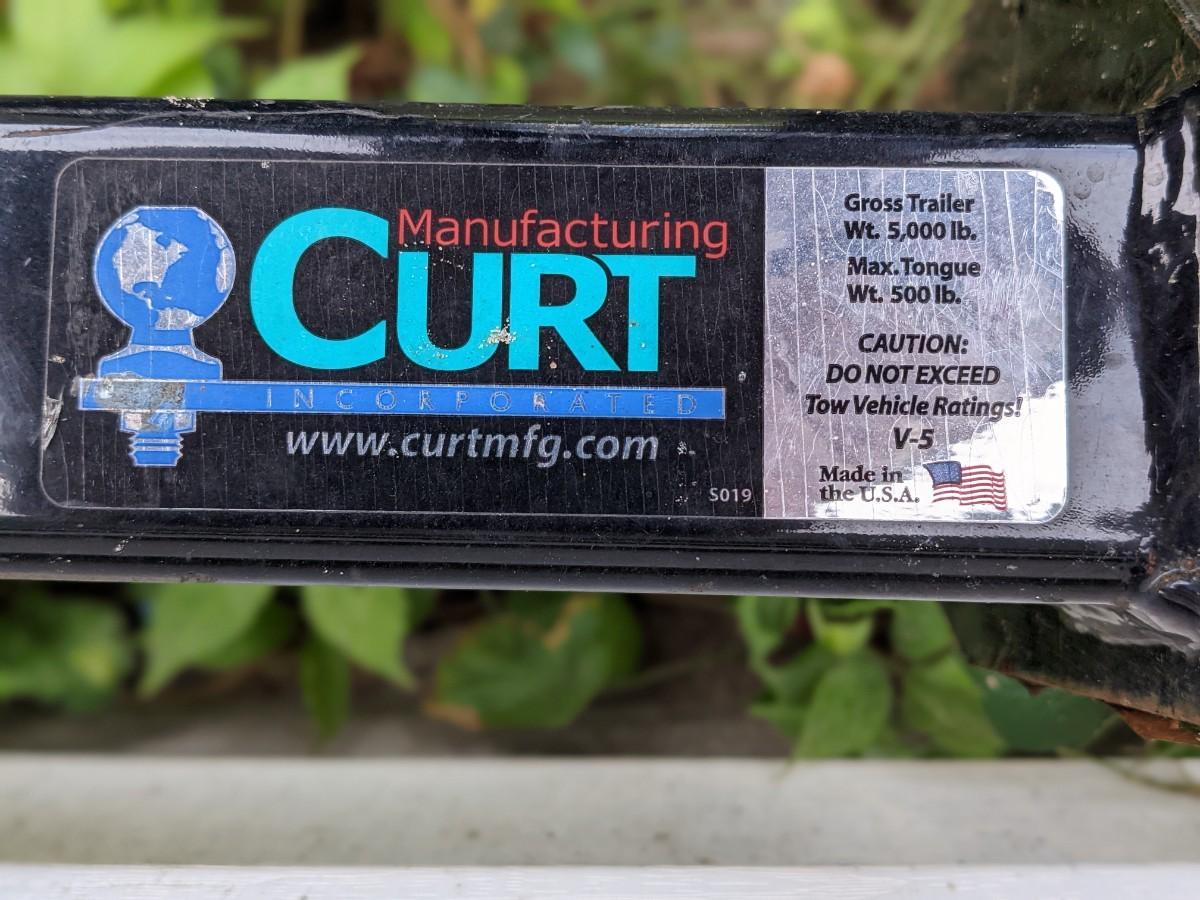 Manufacturing
CURT
INCORPORATED
www.curtmfg.com
S019
Gross Trailer
Wt. 5,000 lb.
Max. Tongue
Wt. 500 lb.
CAUTION:
DO NOT EXCEED
Tow Vehicle Ratings!
V-5
Made in
the U.S.A.